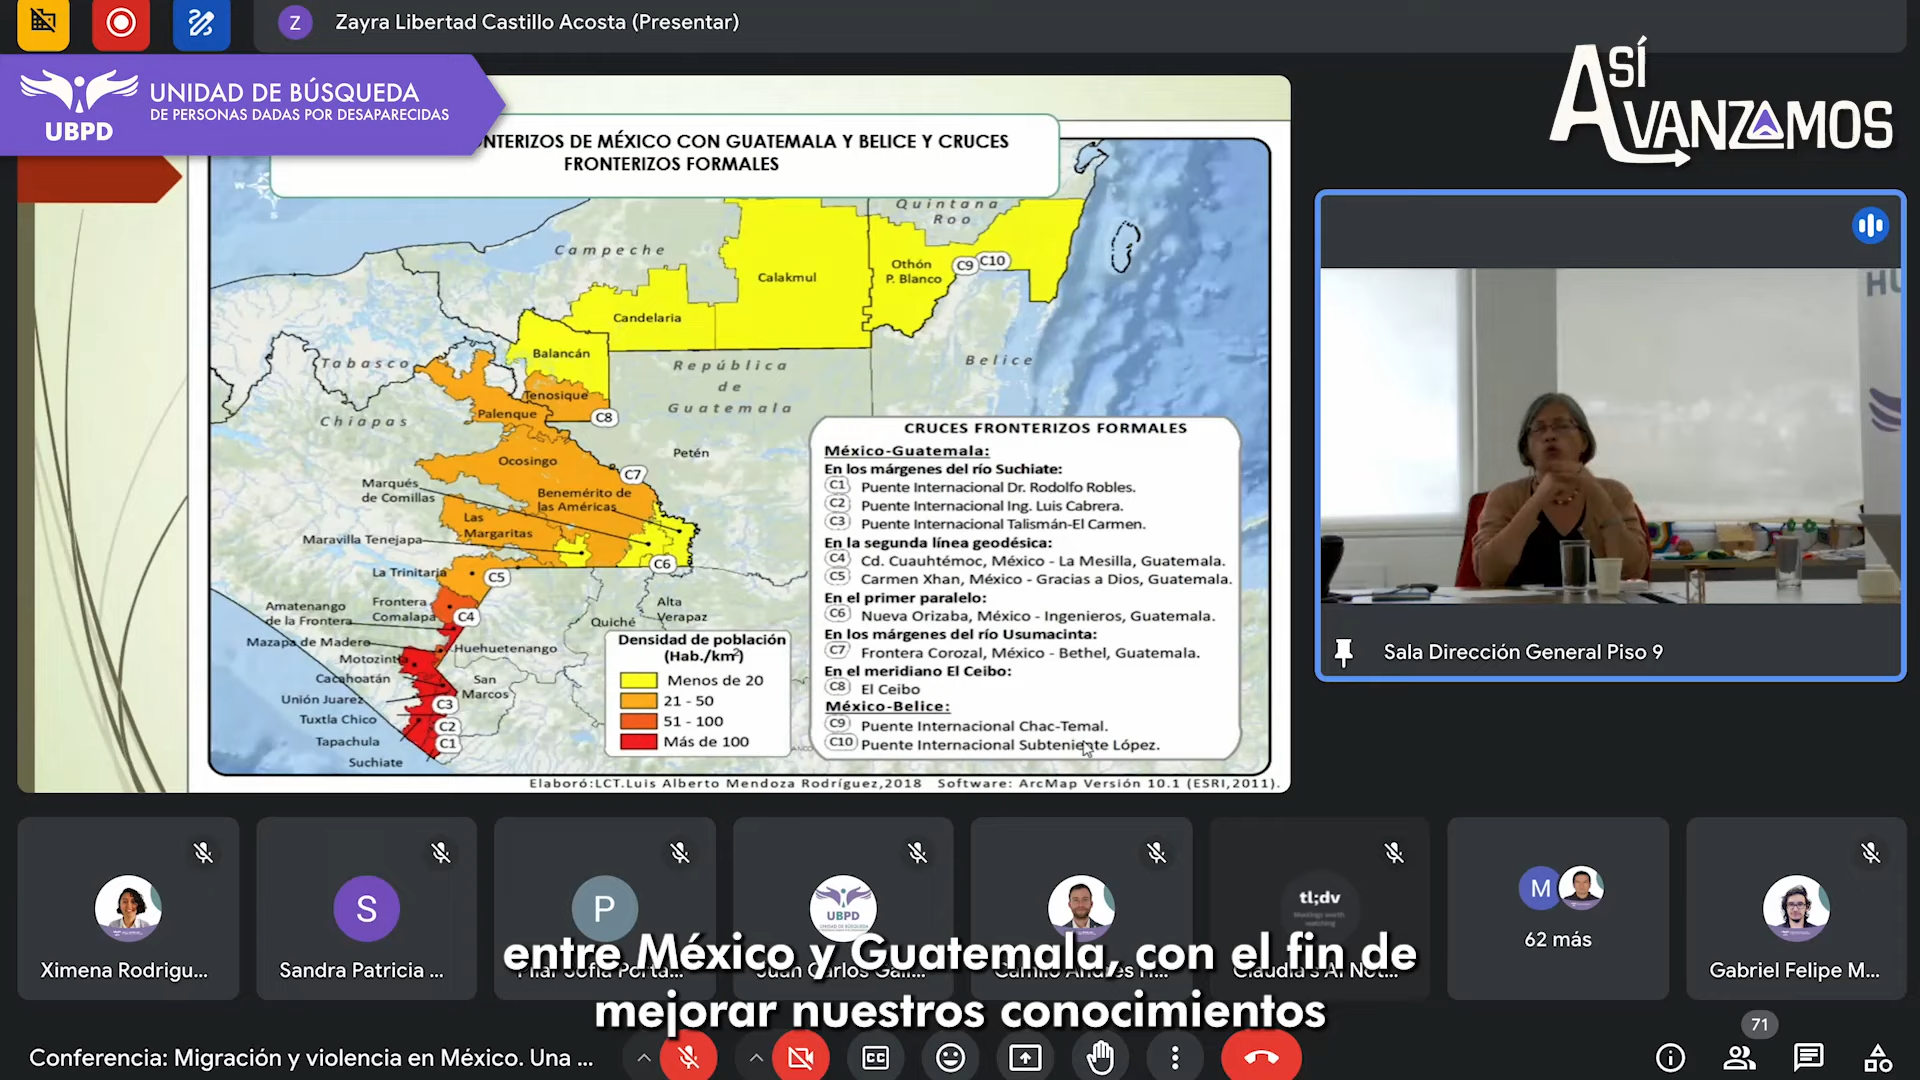 Z
Zayra Libertad Castillo Acosta (Presentar)
UNIDAD DE BÚSQUEDA
DE PERSONAS DADAS POR DESAPARECIDAS
UBPD
ASÍ
AVANZAMOS
NTERIZOS DE MÉXICO CON GUATEMALA Y BELICE Y CRUCES
FRONTERIZOS FORMALES
Quintana
Roo
Campeche
Othón
P. Blanco
C9
C10
Calakmul
Candelaria
Balancán
Tabasco
República
de
Guatemala
Belice
Tenosique
Palenque
C8
Chiapas
Petén
Ocosingo
C7
Marqués
de Comillas
Benemérito de
las Américas
Las
Margaritas
Maravilla Tenejapa
La Trinitaria
C5
C6
Amatenango
de la Frontera
Frontera
Comalapa
C4
Alta
Verapaz
Quiché
Mazapa de Madero
Huehuetenango
Motozintla
Cacahoatán
San
Marcos
Unión Juarez
C3
Tuxtla Chico
C2
Tapachula
C1
Suchiate
Densidad de población
(Hab./km²)
Menos de 20
21 - 50
51 - 100
Más de 100
CRUCES FRONTERIZOS FORMALES
México-Guatemala:
En los márgenes del río Suchiate:
C1 Puente Internacional Dr. Rodolfo Robles.
C2 Puente Internacional Ing. Luis Cabrera.
C3 Puente Internacional Talismán-El Carmen.
En la segunda línea geodésica:
C4 Cd. Cuauhtémoc, México - La Mesilla, Guatemala.
C5 Carmen Xhan, México - Gracias a Dios, Guatemala.
En el primer paralelo:
C6 Nueva Orizaba, México - Ingenieros, Guatemala.
En los márgenes del río Usumacinta:
C7 Frontera Corozal, México - Bethel, Guatemala.
En el meridiano El Ceibo:
C8 El Ceibo
México-Belice:
C9 Puente Internacional Chac-Temal.
C10 Puente Internacional Subteniente López.
Elaboró:LCT.Luis Alberto Mendoza Rodríguez,2018 Software: ArcMap Versión 10.1 (ESRI,2011).
HU
Sala Dirección General Piso 9
S
P
UBPD
tl;dv
M
62 más
Ximena Rodrigu...
Sandra Patricia ...
Gabriel Felipe M...
entre México y Guatemala, con el fin de
mejorar nuestros conocimientos
71
Conferencia: Migración y violencia en México. Una ...
CC